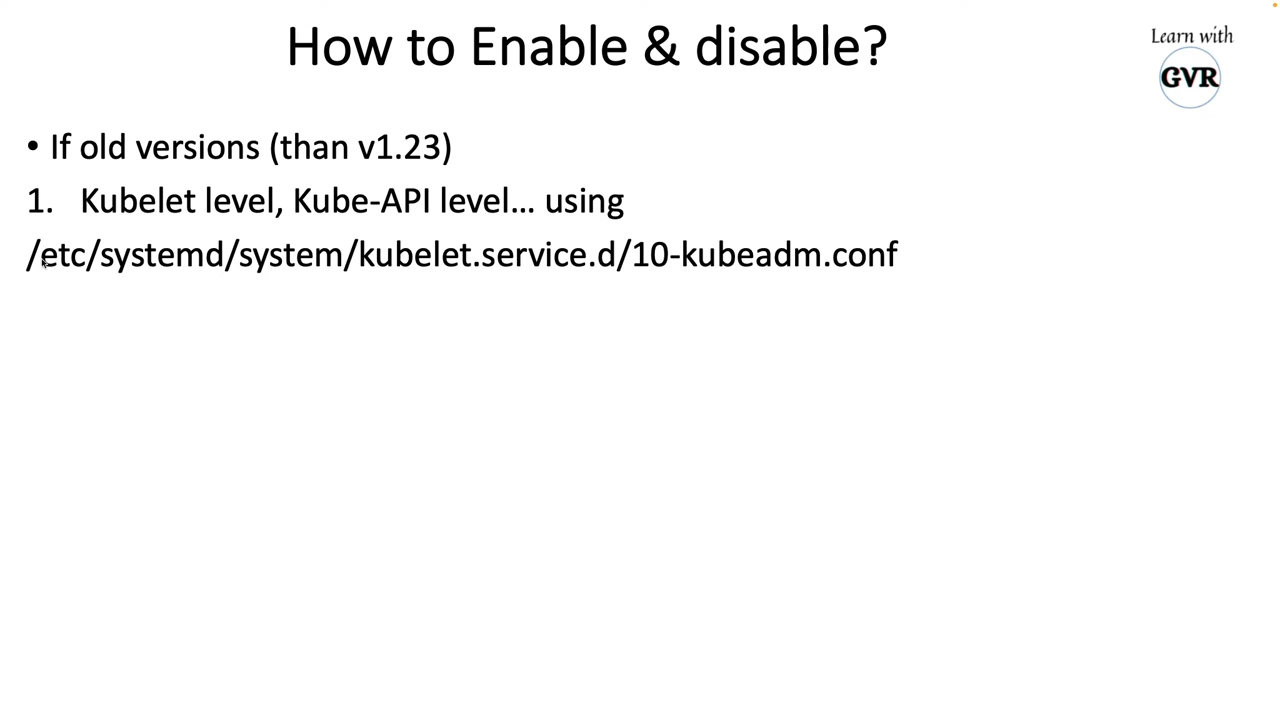 How to Enable & disable?
Learn with
GVR
• If old versions (than v1.23)
1. Kubelet level, Kube-API level... using
/etc/systemd/system/kubelet.service.d/10-kubeadm.conf